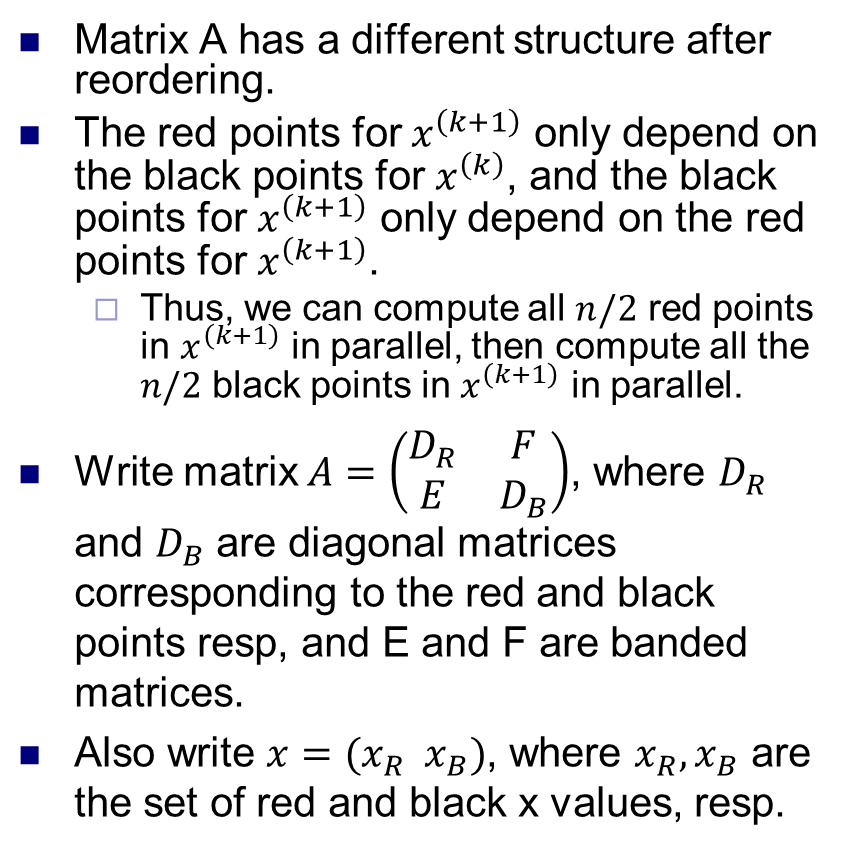 ■ Matrix A has a different structure after
reordering.
■ The red points for x^(k+1) only depend on
the black points for x^(k), and the black
points for x^(k+1) only depend on the red
points for x^(k+1).
□ Thus, we can compute all n/2 red points
in x^(k+1) in parallel, then compute all the
n/2 black points in x^(k+1) in parallel.
■ Write matrix A = (D_R F
E D_B), where D_R
and D_B are diagonal matrices
corresponding to the red and black
points resp, and E and F are banded
matrices.
■ Also write x = (x_R x_B), where x_R, x_B are
the set of red and black x values, resp.